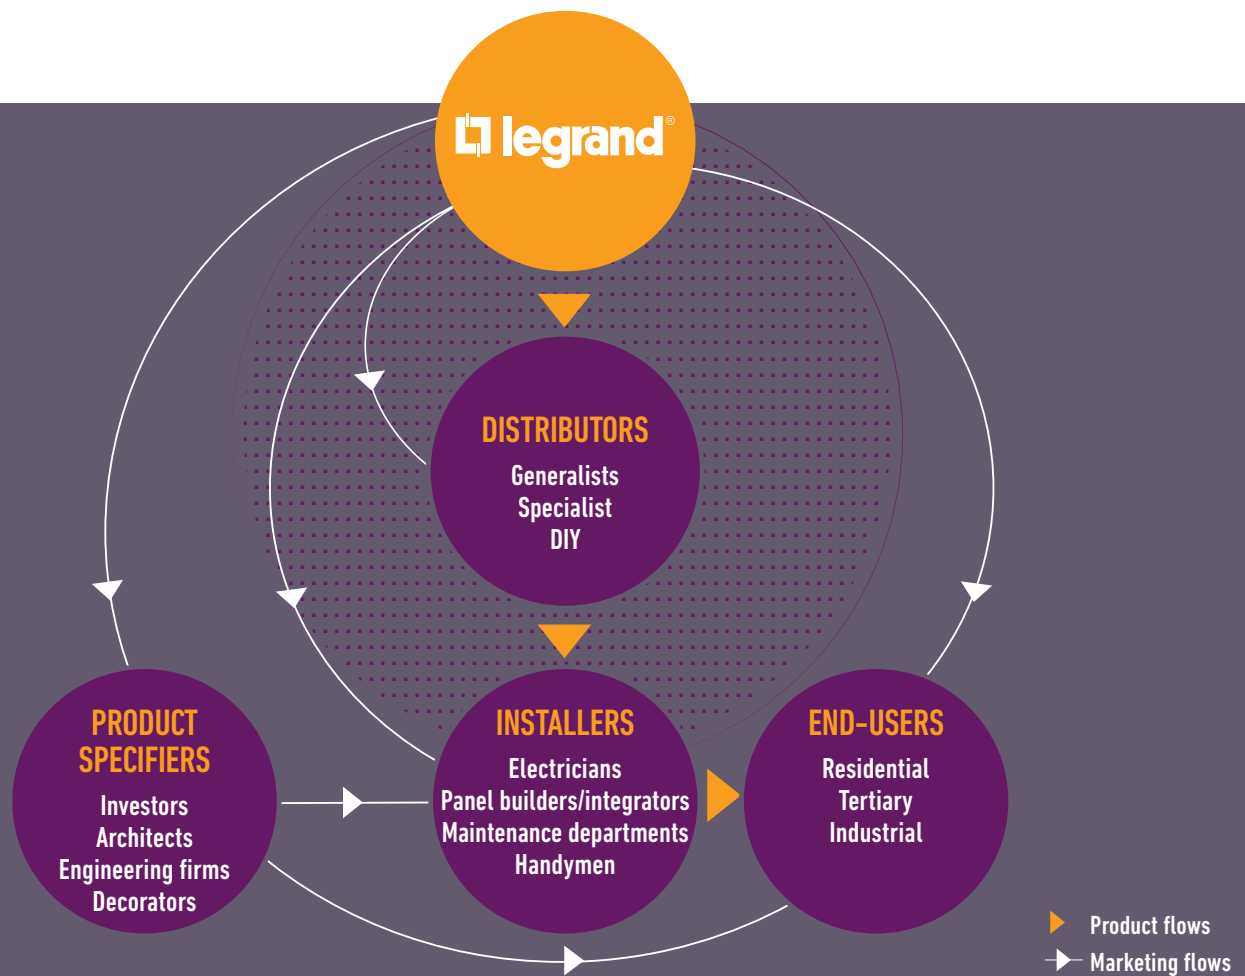 legrand®
DISTRIBUTORS
Generalists
Specialist
DIY
PRODUCT
SPECIFIERS
Investors
Architects
Engineering firms
Decorators
INSTALLERS
Electricians
Panel builders/integrators
Maintenance departments
Handymen
END-USERS
Residential
Tertiary
Industrial
Product flows
Marketing flows